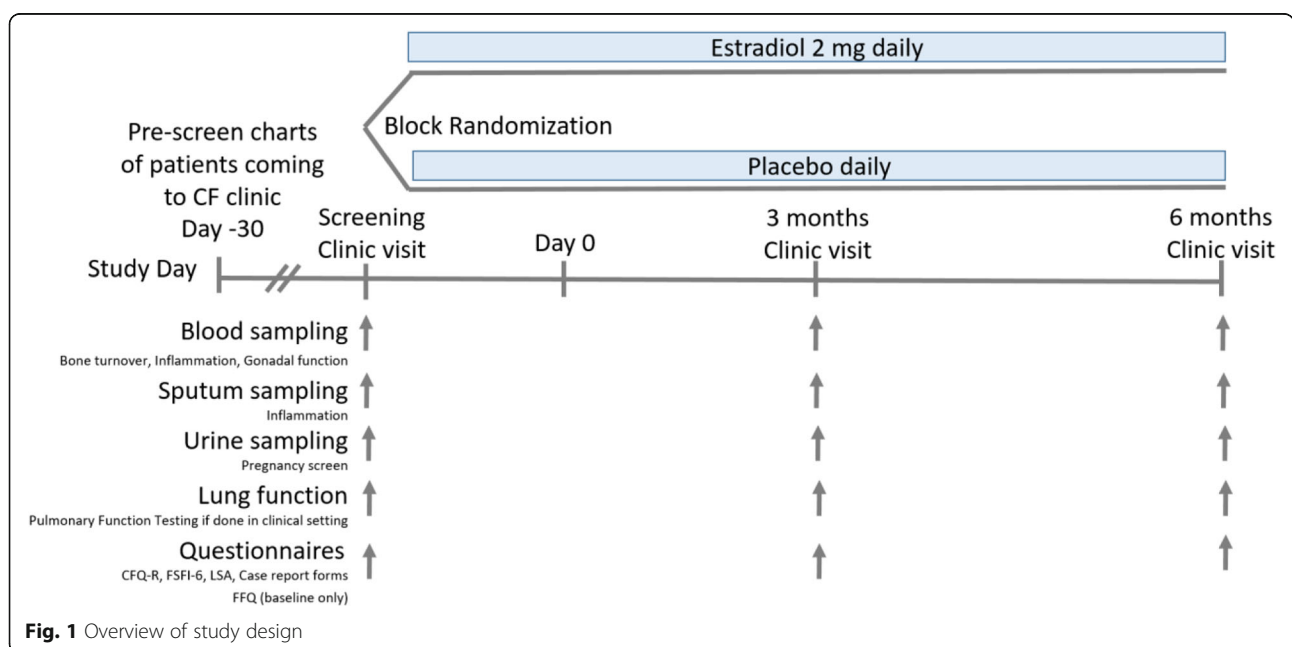 Estradiol 2 mg daily
Block Randomization
Placebo daily
Pre-screen charts
of patients coming
to CF clinic
Day -30
Screening
Clinic visit
Day 0
3 months
Clinic visit
6 months
Clinic visit
Study Day
Blood sampling
Bone turnover, Inflammation, Gonadal function
Sputum sampling
Inflammation
Urine sampling
Pregnancy screen
Lung function
Pulmonary Function Testing if done in clinical setting
Questionnaires
CFQ-R, FSFI-6, LSA, Case report forms
FFQ (baseline only)
Fig. 1 Overview of study design